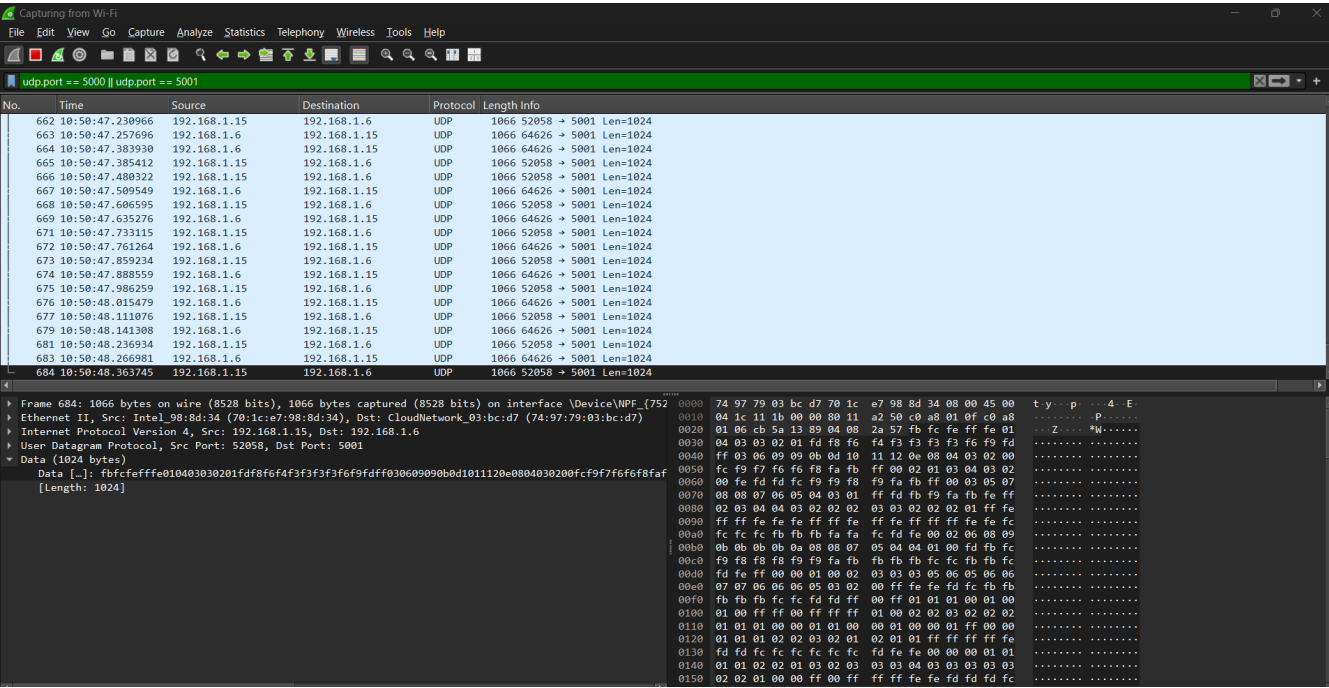 Capturing from Wi-Fi
File Edit View Go Capture Analyze Statistics Telephony Wireless Tools Help
udp.port == 5000 || udp.port == 5001
No. Time Source Destination Protocol Length Info
662 10:50:47.230966 192.168.1.15 192.168.1.6 UDP 1066 52058 → 5001 Len=1024
663 10:50:47.257696 192.168.1.6 192.168.1.15 UDP 1066 64626 → 5001 Len=1024
664 10:50:47.383930 192.168.1.6 192.168.1.15 UDP 1066 64626 → 5001 Len=1024
665 10:50:47.385412 192.168.1.15 192.168.1.6 UDP 1066 52058 → 5001 Len=1024
666 10:50:47.480322 192.168.1.15 192.168.1.6 UDP 1066 52058 → 5001 Len=1024
667 10:50:47.509549 192.168.1.6 192.168.1.15 UDP 1066 64626 → 5001 Len=1024
668 10:50:47.606595 192.168.1.15 192.168.1.6 UDP 1066 52058 → 5001 Len=1024
669 10:50:47.635276 192.168.1.6 192.168.1.15 UDP 1066 64626 → 5001 Len=1024
671 10:50:47.733115 192.168.1.15 192.168.1.6 UDP 1066 52058 → 5001 Len=1024
672 10:50:47.761264 192.168.1.6 192.168.1.15 UDP 1066 64626 → 5001 Len=1024
673 10:50:47.859234 192.168.1.15 192.168.1.6 UDP 1066 52058 → 5001 Len=1024
674 10:50:47.888559 192.168.1.6 192.168.1.15 UDP 1066 64626 → 5001 Len=1024
675 10:50:47.986259 192.168.1.15 192.168.1.6 UDP 1066 52058 → 5001 Len=1024
676 10:50:48.015479 192.168.1.6 192.168.1.15 UDP 1066 64626 → 5001 Len=1024
677 10:50:48.111076 192.168.1.15 192.168.1.6 UDP 1066 52058 → 5001 Len=1024
679 10:50:48.141308 192.168.1.6 192.168.1.15 UDP 1066 64626 → 5001 Len=1024
681 10:50:48.236934 192.168.1.15 192.168.1.6 UDP 1066 52058 → 5001 Len=1024
683 10:50:48.266981 192.168.1.6 192.168.1.15 UDP 1066 64626 → 5001 Len=1024
684 10:50:48.363745 192.168.1.15 192.168.1.6 UDP 1066 52058 → 5001 Len=1024
Frame 684: 1066 bytes on wire (8528 bits), 1066 bytes captured (8528 bits) on interface \Device\NPF_{752
Ethernet II, Src: Intel_98:8d:34 (70:1c:e7:98:8d:34), Dst: CloudNetwork_03:bc:d7 (74:97:79:03:bc:d7)
Internet Protocol Version 4, Src: 192.168.1.15, Dst: 192.168.1.6
User Datagram Protocol, Src Port: 52058, Dst Port: 5001
Data (1024 bytes)
Data […]: fbfcfefffe010403030201fdf8f6f4f3f3f3f3f6f9fdff030609090b0d1011120e0804030200fcf9f7f6f6f8faf
[Length: 1024]
0000 74 97 79 03 bc d7 70 1c e7 98 8d 34 08 00 45 00 t·y···p· ···4··E·
0010 04 1c 11 1b 00 00 80 11 a2 50 c0 a8 01 0f c0 a8 ········ ·P······
0020 01 06 cb 5a 13 89 04 08 2a 57 fb fc fe ff fe 01 ···Z···· *W······
0030 04 03 03 02 01 fd f8 f6 f4 f3 f3 f3 f3 f6 f9 fd ········ ········
0040 ff 03 06 09 09 0b 0d 10 11 12 0e 08 04 03 02 00 ········ ········
0050 fc f9 f7 f6 f6 f8 fa fb ff 00 02 01 03 04 03 02 ········ ········
0060 00 fe fd fd fc f9 f9 f8 f9 fa fb ff 00 03 05 07 ········ ········
0070 08 08 07 06 05 04 03 01 ff fd fb f9 fa fb fe ff ········ ········
0080 02 03 04 04 03 02 02 02 03 03 02 02 02 01 ff fe ········ ········
0090 ff ff fe fe fe ff ff fe ff fe ff ff ff fe fe fc ········ ········
00a0 fc fc fc fb fb fb fa fa fc fd fe 00 02 06 08 09 ········ ········
00b0 0b 0b 0b 0b 0a 08 08 07 05 04 04 01 00 fd fb fc ········ ········
00c0 f9 f8 f8 f8 f9 f9 fa fb fb fb fb fc fc fb fb fc ········ ········
00d0 fd fe ff 00 00 01 00 02 03 03 03 05 06 05 06 06 ········ ········
00e0 07 07 06 06 06 05 03 02 00 ff fe fe fd fc fb fb ········ ········
00f0 fb fb fb fc fc fd fd ff 00 ff 01 01 01 00 01 00 ········ ········
0100 01 00 ff ff 00 ff ff ff 01 00 02 02 03 02 02 02 ········ ········
0110 01 01 01 00 00 01 01 00 00 01 00 00 01 ff 00 00 ········ ········
0120 01 01 01 02 02 03 02 01 02 01 01 ff ff ff ff fe ········ ········
0130 fd fd fc fc fc fc fc fc fd fe fe 00 00 00 01 01 ········ ········
0140 01 01 02 02 01 03 02 03 03 03 04 03 03 03 03 03 ········ ········
0150 02 02 01 00 00 ff 00 ff ff ff fe fe fd fd fd fc ········ ········